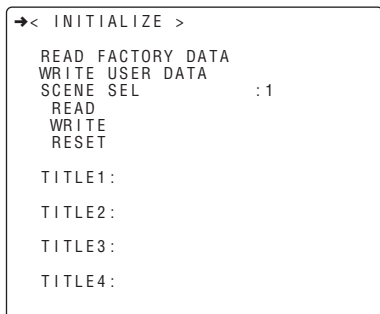 ➔< INITIALIZE >
READ FACTORY DATA
WRITE USER DATA
SCENE SEL :1
READ
WRITE
RESET
TITLE1:
TITLE2:
TITLE3:
TITLE4: